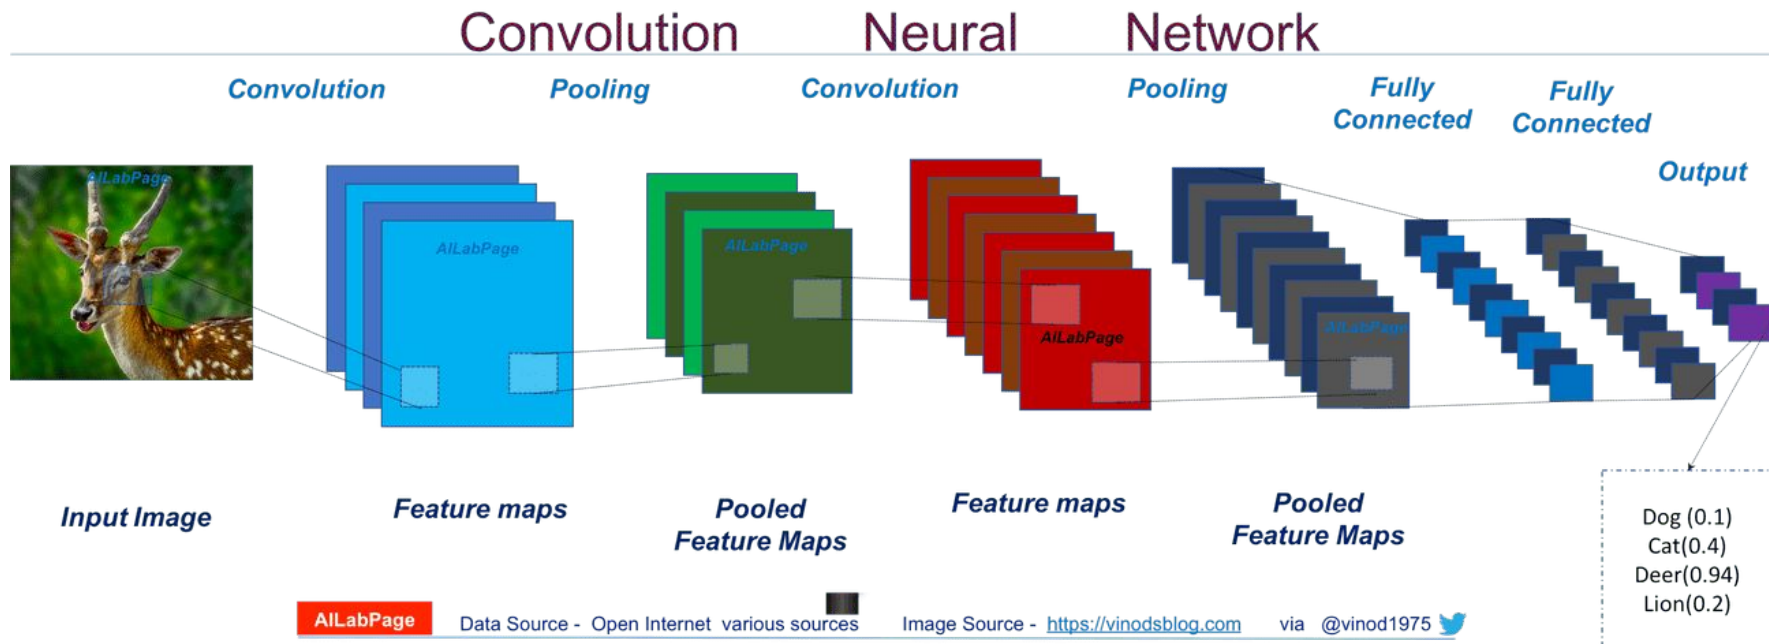 Convolution Neural Network
Convolution
Pooling
Convolution
Pooling
Fully
Connected
Fully
Connected
Output
AILabPage
AILabPage
AILabPage
AILabPage
AILabPage
Input Image
Feature maps
Pooled
Feature Maps
Feature maps
Pooled
Feature Maps
Dog (0.1)
Cat(0.4)
Deer(0.94)
Lion(0.2)
AILabPage
Data Source - Open Internet various sources
Image Source - https://vinodsblog.com
via @vinod1975